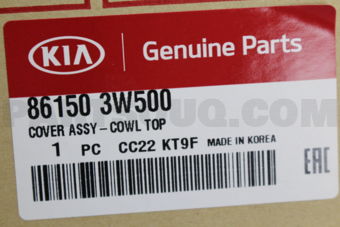 KIA
Genuine Parts
86150 3W500
COVER ASSY-COWL TOP
1 PC CC22 KT9F MADE IN KOREA
EAC